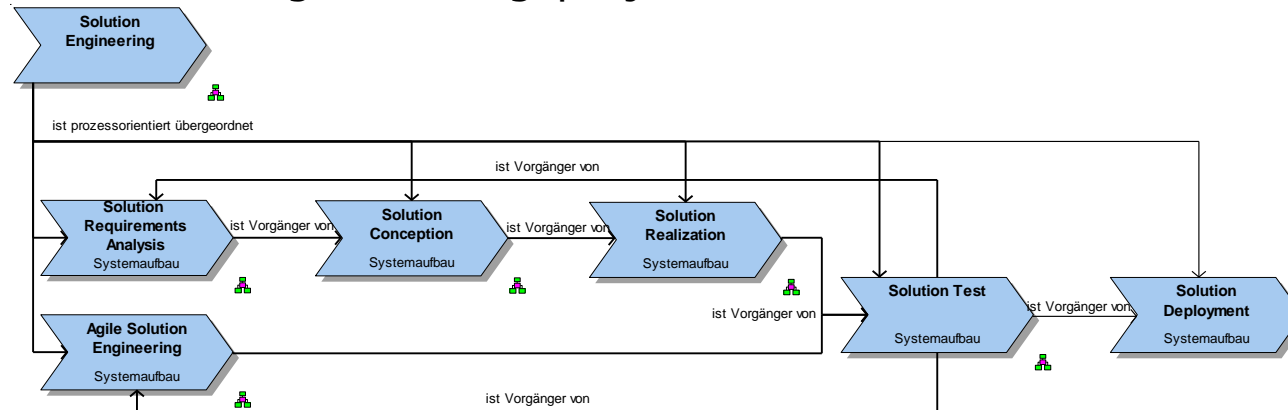 Solution
Engineering
ist prozessorientiert übergeordnet
ist Vorgänger von
Solution
Requirements
Analysis
Systemaufbau
ist Vorgänger von
Solution
Conception
Systemaufbau
ist Vorgänger von
Solution
Realization
Systemaufbau
ist Vorgänger von
Solution Test
Systemaufbau
ist Vorgänger von
Solution
Deployment
Systemaufbau
Agile Solution
Engineering
Systemaufbau
ist Vorgänger von